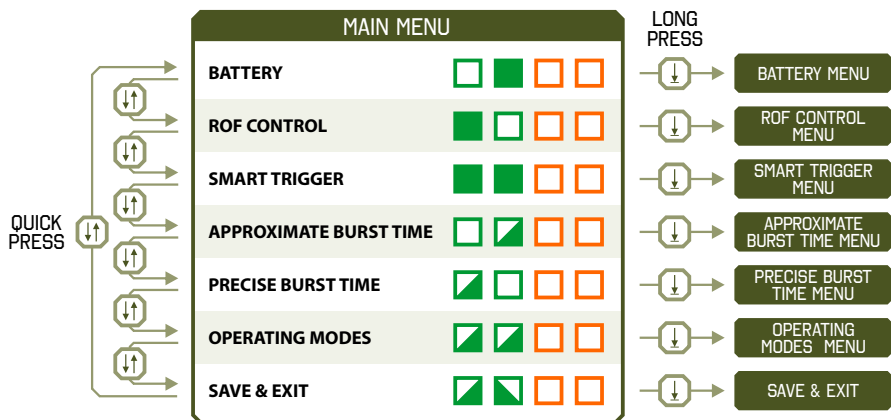 MAIN MENU
LONG
PRESS
BATTERY
BATTERY MENU
ROF CONTROL
ROF CONTROL
MENU
SMART TRIGGER
SMART TRIGGER
MENU
QUICK
PRESS
APPROXIMATE BURST TIME
APPROXIMATE
BURST TIME MENU
PRECISE BURST TIME
PRECISE BURST
TIME MENU
OPERATING MODES
OPERATING
MODES MENU
SAVE & EXIT
SAVE & EXIT